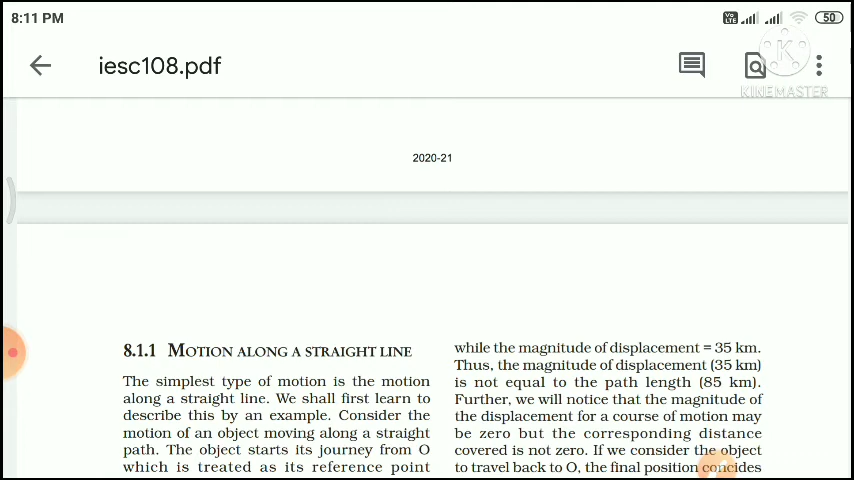 8:11 PM
Vo LTE
50
iesc108.pdf
K
KINEMASTER
2020-21
8.1.1 MOTION ALONG A STRAIGHT LINE
The simplest type of motion is the motion
along a straight line. We shall first learn to
describe this by an example. Consider the
motion of an object moving along a straight
path. The object starts its journey from O
which is treated as its reference point
while the magnitude of displacement = 35 km.
Thus, the magnitude of displacement (35 km)
is not equal to the path length (85 km).
Further, we will notice that the magnitude of
the displacement for a course of motion may
be zero but the corresponding distance
covered is not zero. If we consider the object
to travel back to O, the final position concides